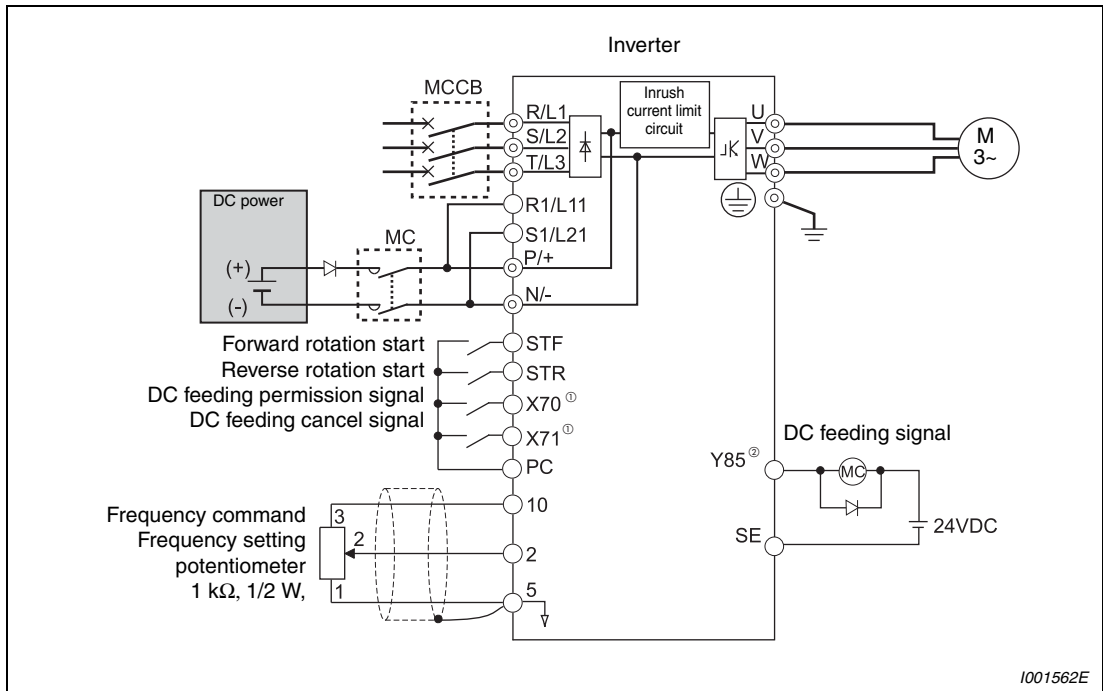 Inverter
MCCB
R/L1
S/L2
T/L3
Inrush
current limit
circuit
U
V
W
M
3~
DC power
(+)
(-)
MC
R1/L11
S1/L21
P/+
N/-
Forward rotation start
Reverse rotation start
DC feeding permission signal
DC feeding cancel signal
STF
STR
X70 ①
X71 ①
PC
Frequency command
Frequency setting
potentiometer
1 kΩ, 1/2 W,
3
2
1
10
2
5
DC feeding signal
Y85 ②
MC
SE
24VDC
I001562E